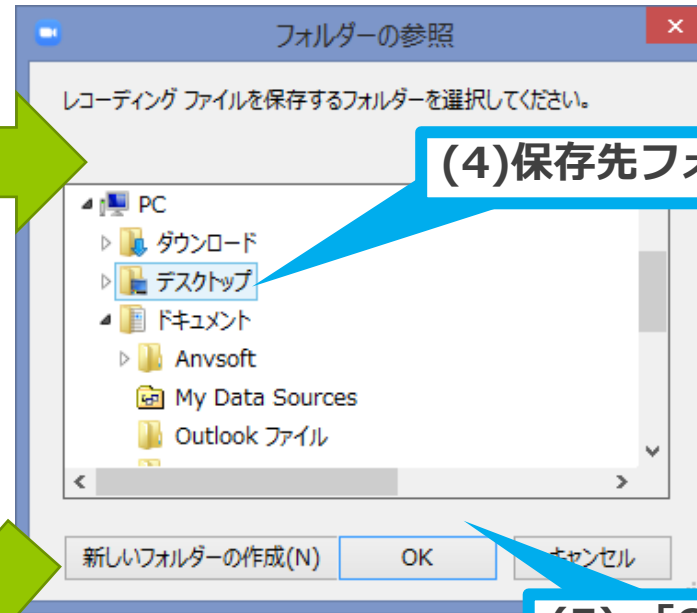 フォルダーの参照
レコーディング ファイルを保存するフォルダーを選択してください。
(4)保存先フ
PC
ダウンロード
デスクトップ
ドキュメント
Anvsoft
My Data Sources
Outlook ファイル
新しいフォルダーの作成(N)
OK
キャンセル